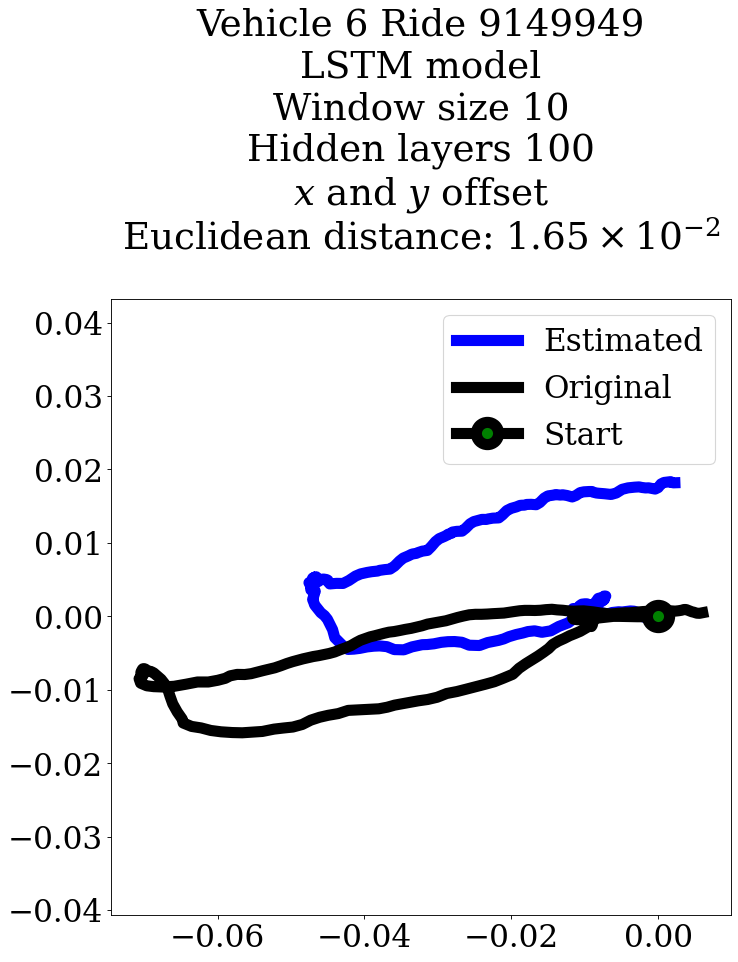 Vehicle 6 Ride 9149949
LSTM model
Window size 10
Hidden layers 100
x and y offset
Euclidean distance: 1.65 × 10⁻²
Estimated
Original
Start
0.04
0.03
0.02
0.01
0.00
−0.01
−0.02
−0.03
−0.04
−0.06 −0.04 −0.02 0.00